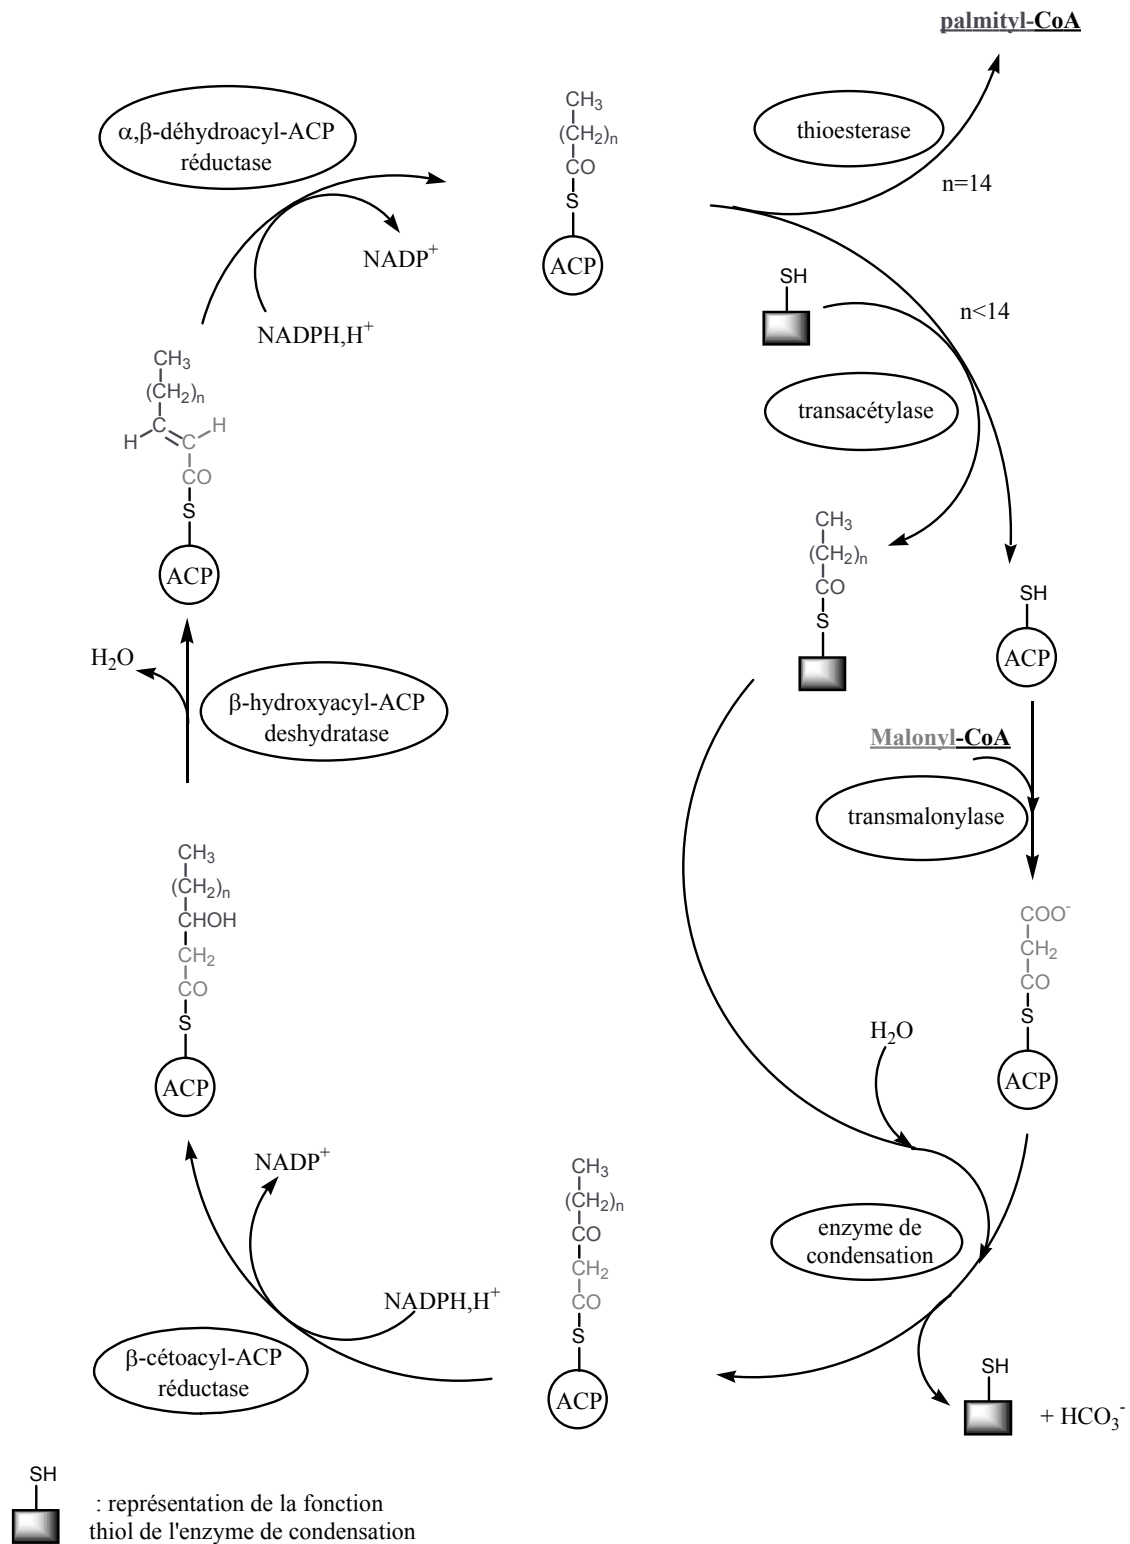 palmityl-CoA
α,β-déhydroacyl-ACP
réductase
CH3
(CH2)n
CO
S
ACP
thioesterase
n=14
NADP+
NADPH,H+
SH
n<14
transacétylase
CH3
(CH2)n
C
H
H
C
CO
S
ACP
CH3
(CH2)n
CO
S
SH
ACP
H2O
β-hydroxyacyl-ACP
deshydratase
Malonyl-CoA
transmalonylase
CH3
(CH2)n
CHOH
CH2
CO
S
ACP
COO-
CH2
CO
S
ACP
H2O
NADP+
CH3
(CH2)n
CO
CH2
CO
S
ACP
enzyme de
condensation
NADPH,H+
β-cétoacyl-ACP
réductase
SH
+ HCO3-
SH
: représentation de la fonction
thiol de l'enzyme de condensation